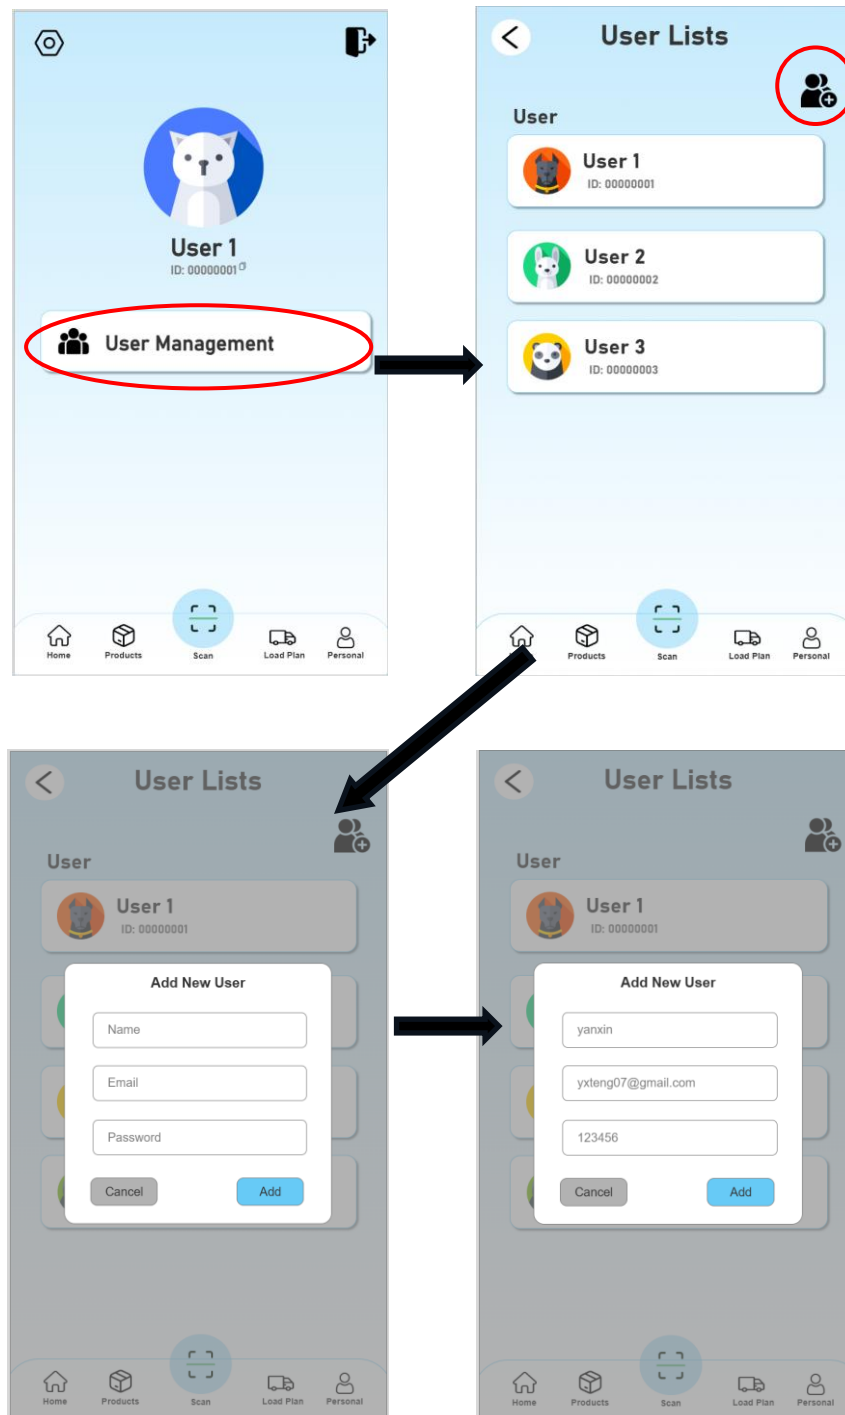 User 1
ID: 00000001
User Management
Home
Products
Scan
Load Plan
Personal
User Lists
User
User 1
ID: 00000001
User 2
ID: 00000002
User 3
ID: 00000003
Products
Scan
Load Plan
Personal
User Lists
User
User 1
ID: 00000001
Add New User
Name
Email
Password
Cancel
Add
Home
Products
Scan
Load Plan
Personal
User Lists
User
User 1
ID: 00000001
Add New User
yanxin
yxteng07@gmail.com
123456
Cancel
Add
Home
Products
Scan
Load Plan
Personal